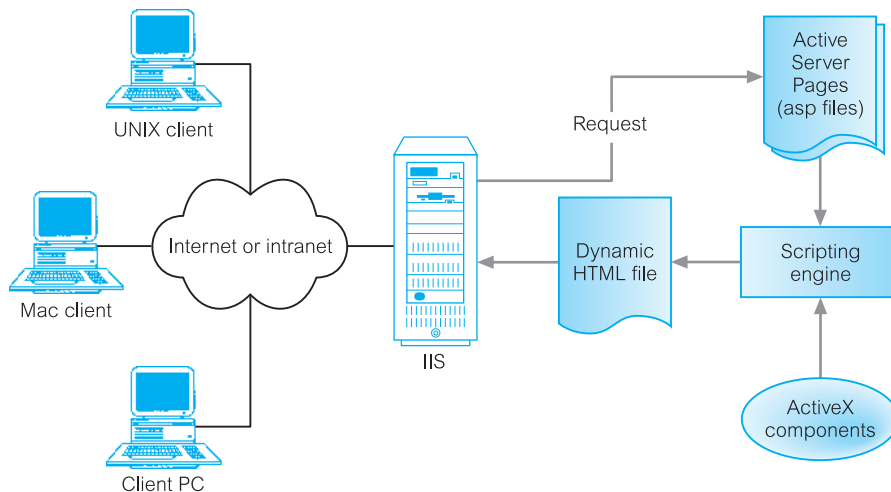 UNIX client
Mac client
Client PC
Internet or intranet
IIS
Request
Active
Server
Pages
(asp files)
Dynamic
HTML file
Scripting
engine
ActiveX
components